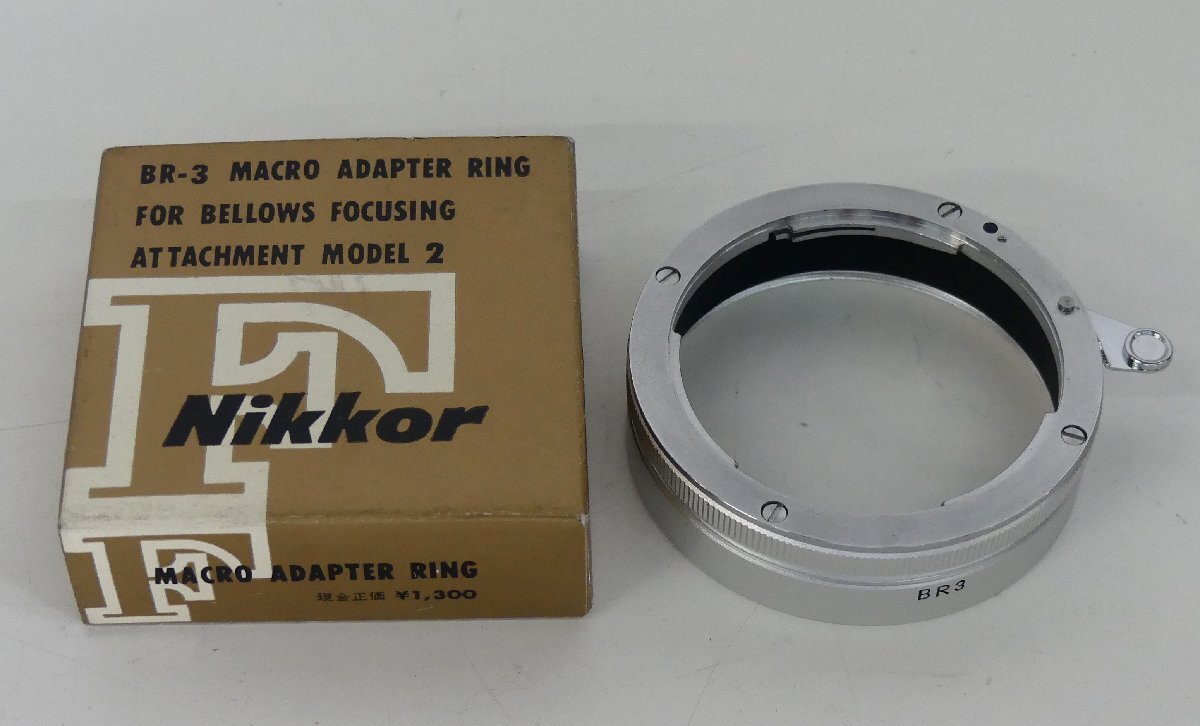 BR-3 MACRO ADAPTER RING
FOR BELLOWS FOCUSING
ATTACHMENT MODEL 2
F
Nikkor
F
MACRO ADAPTER RING
現金正価 ¥1,300
BR3